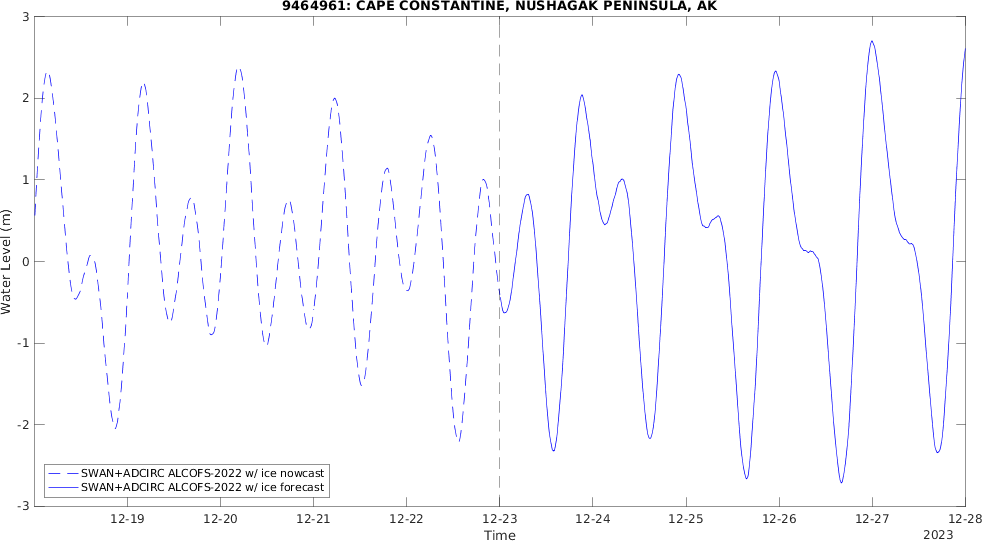 9464961: CAPE CONSTANTINE, NUSHAGAK PENINSULA, AK
Water Level (m)
3
2
1
0
-1
-2
-3
SWAN+ADCIRC ALCOFS-2022 w/ ice nowcast
SWAN+ADCIRC ALCOFS-2022 w/ ice forecast
12-19 12-20 12-21 12-22 12-23 12-24 12-25 12-26 12-27 12-28
Time
2023